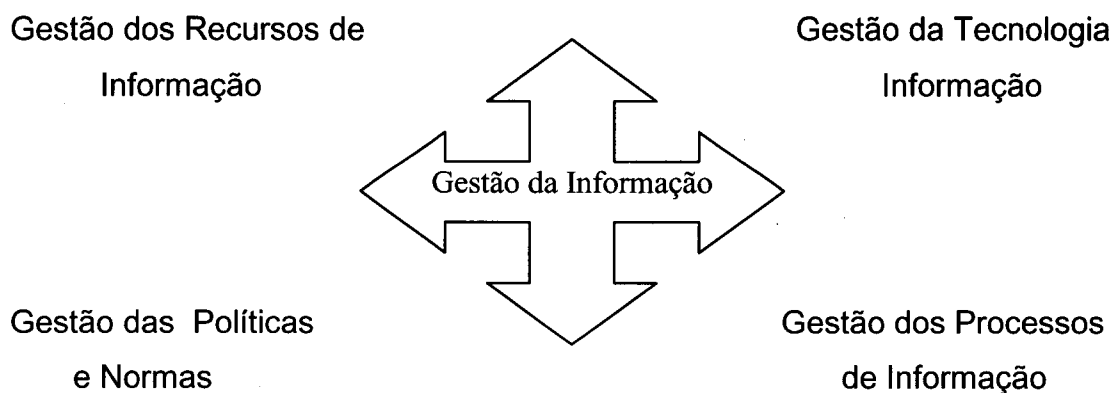 Gestão dos Recursos de
Informação
Gestão da Tecnologia
Informação
Gestão da Informação
Gestão das Políticas
e Normas
Gestão dos Processos
de Informação